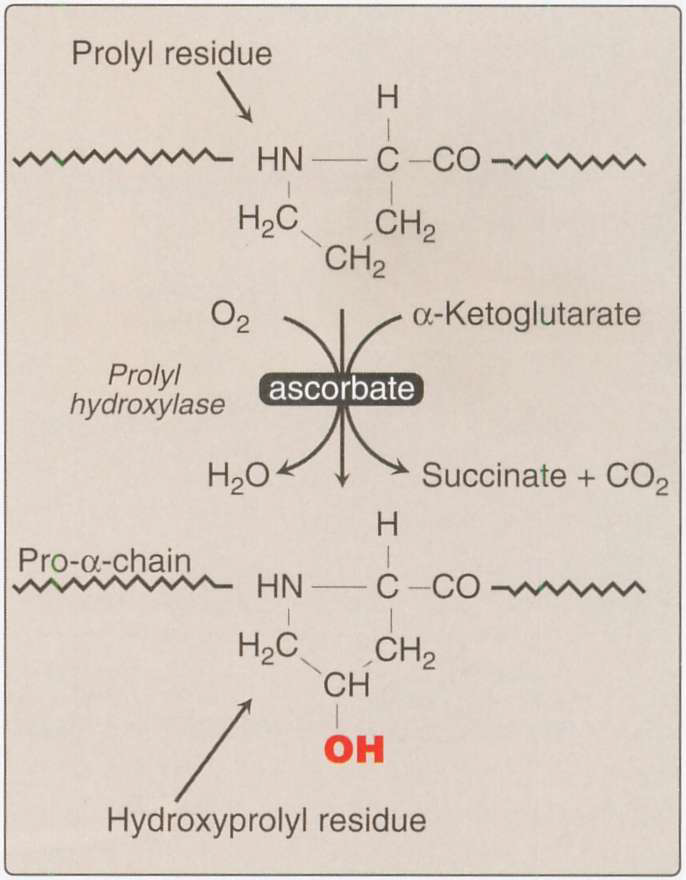 Prolyl residue
H
HN C CO
H₂C CH₂
CH₂
O₂ α-Ketoglutarate
Prolyl
hydroxylase
ascorbate
H₂O Succinate + CO₂
H
Pro-α-chain
HN C CO
H₂C CH₂
CH
OH
Hydroxyprolyl residue